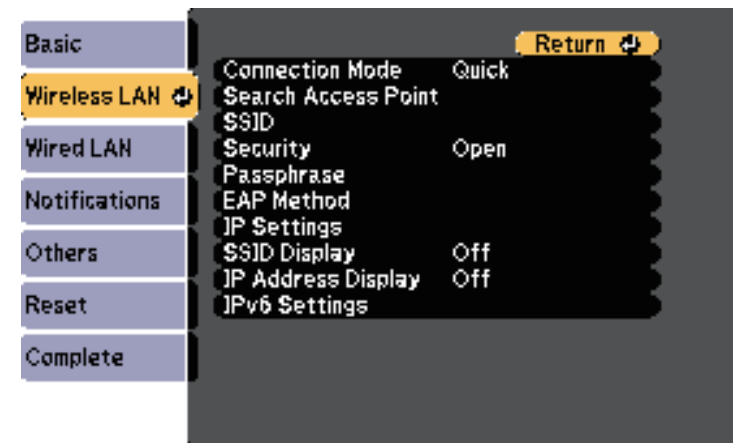 Basic
Wireless LAN
Wired LAN
Notifications
Others
Reset
Complete
Return
Connection Mode Quick
Search Access Point
SSID
Security Open
Passphrase
EAP Method
IP Settings
SSID Display Off
IP Address Display Off
IPv6 Settings